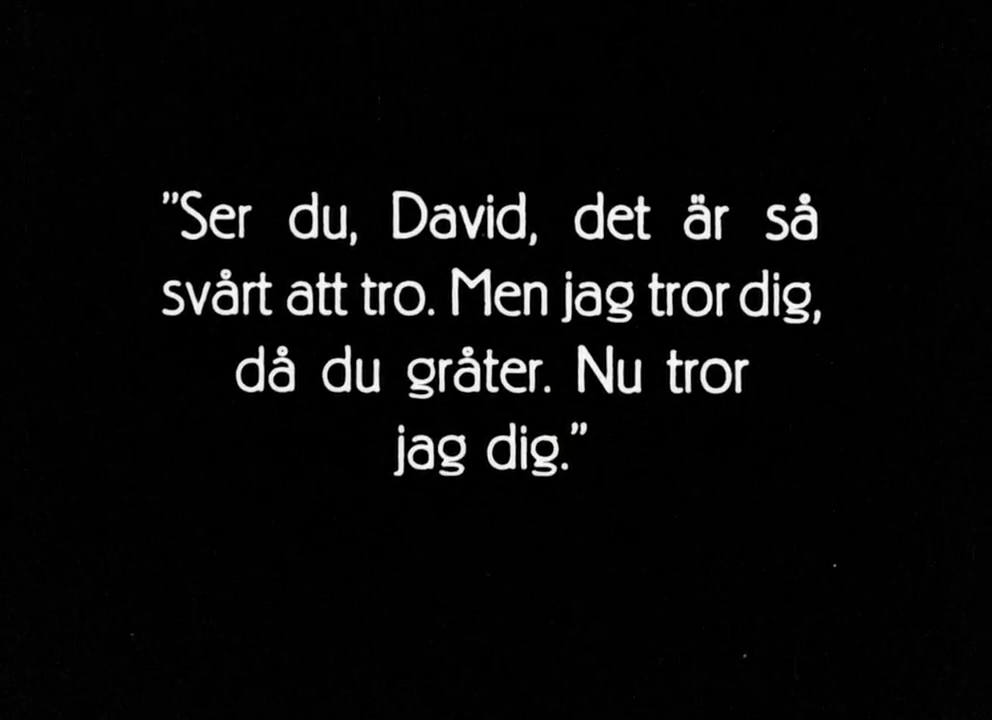 ”Ser du, David, det är så
svårt att tro. Men jag tror dig,
då du gråter. Nu tror
jag dig.”